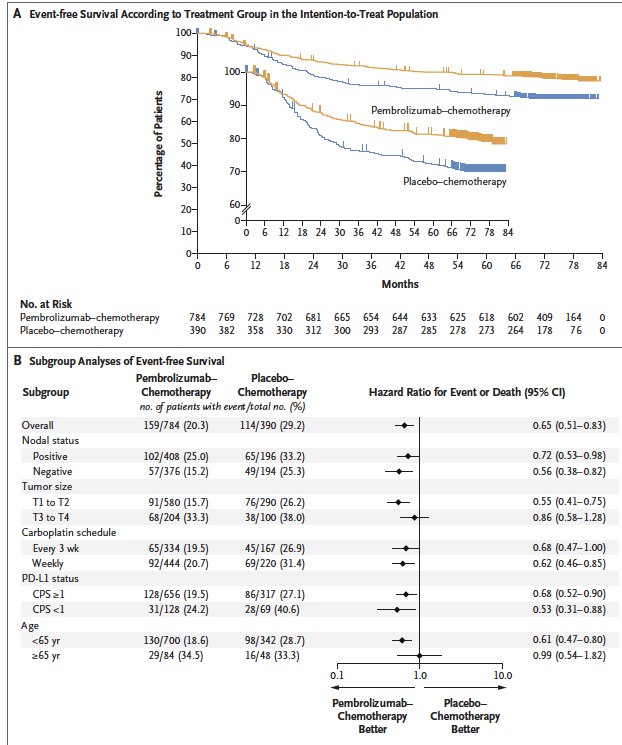 A Event-free Survival According to Treatment Group in the Intention-to-Treat Population
Percentage of Patients
100
90
80
70
60
50
40
30
20
10
0
100
90
80
70
60
0
Pembrolizumab–chemotherapy
Placebo–chemotherapy
0 6 12 18 24 30 36 42 48 54 60 66 72 78 84
0 6 12 18 24 30 36 42 48 54 60 66 72 78 84
Months
No. at Risk
Pembrolizumab–chemotherapy 784 769 728 702 681 665 654 644 633 625 618 602 409 164 0
Placebo–chemotherapy 390 382 358 330 312 300 293 287 285 278 273 264 178 76 0
B Subgroup Analyses of Event-free Survival
Subgroup Pembrolizumab–Chemotherapy Placebo–Chemotherapy Hazard Ratio for Event or Death (95% CI)
no. of patients with event/total no. (%)
Overall 159/784 (20.3) 114/390 (29.2) 0.65 (0.51–0.83)
Nodal status
Positive 102/408 (25.0) 65/196 (33.2) 0.72 (0.53–0.98)
Negative 57/376 (15.2) 49/194 (25.3) 0.56 (0.38–0.82)
Tumor size
T1 to T2 91/580 (15.7) 76/290 (26.2) 0.55 (0.41–0.75)
T3 to T4 68/204 (33.3) 38/100 (38.0) 0.86 (0.58–1.28)
Carboplatin schedule
Every 3 wk 65/334 (19.5) 45/167 (26.9) 0.68 (0.47–1.00)
Weekly 92/444 (20.7) 69/220 (31.4) 0.62 (0.46–0.85)
PD-L1 status
CPS ≥1 128/656 (19.5) 86/317 (27.1) 0.68 (0.52–0.90)
CPS <1 31/128 (24.2) 28/69 (40.6) 0.53 (0.31–0.88)
Age
<65 yr 130/700 (18.6) 98/342 (28.7) 0.61 (0.47–0.80)
≥65 yr 29/84 (34.5) 16/48 (33.3) 0.99 (0.54–1.82)
0.1 1.0 10.0
Pembrolizumab–Chemotherapy Better
Placebo–Chemotherapy Better